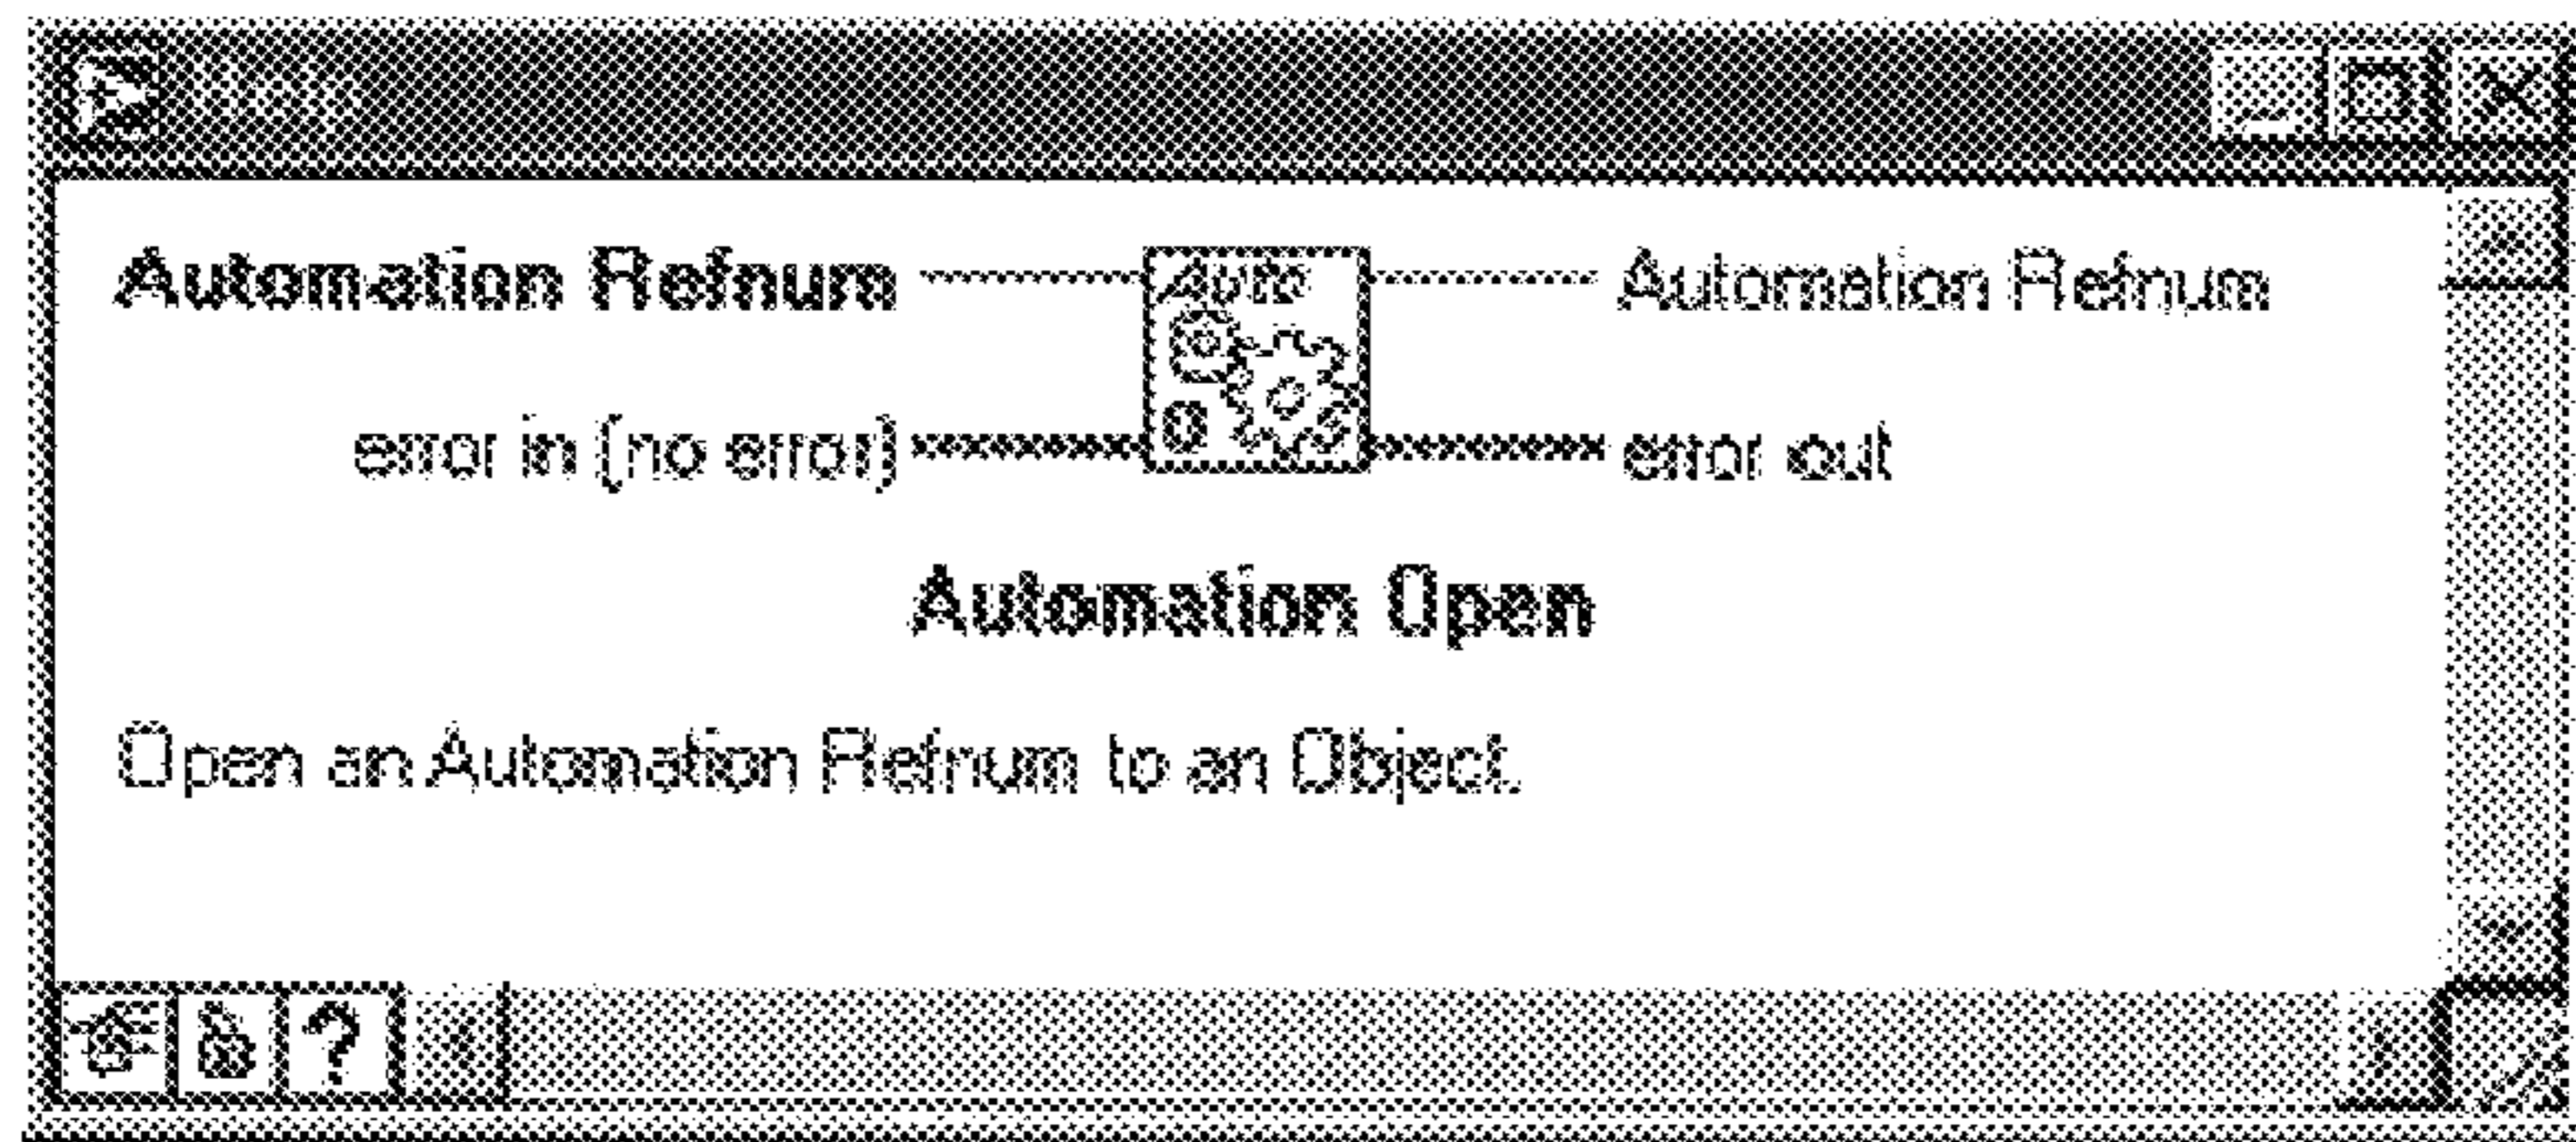 Help
Automation Refnum Auto Automation Refnum
error in (no error) error out
Automation Open
Open an Automation Refnum to an Object.
?